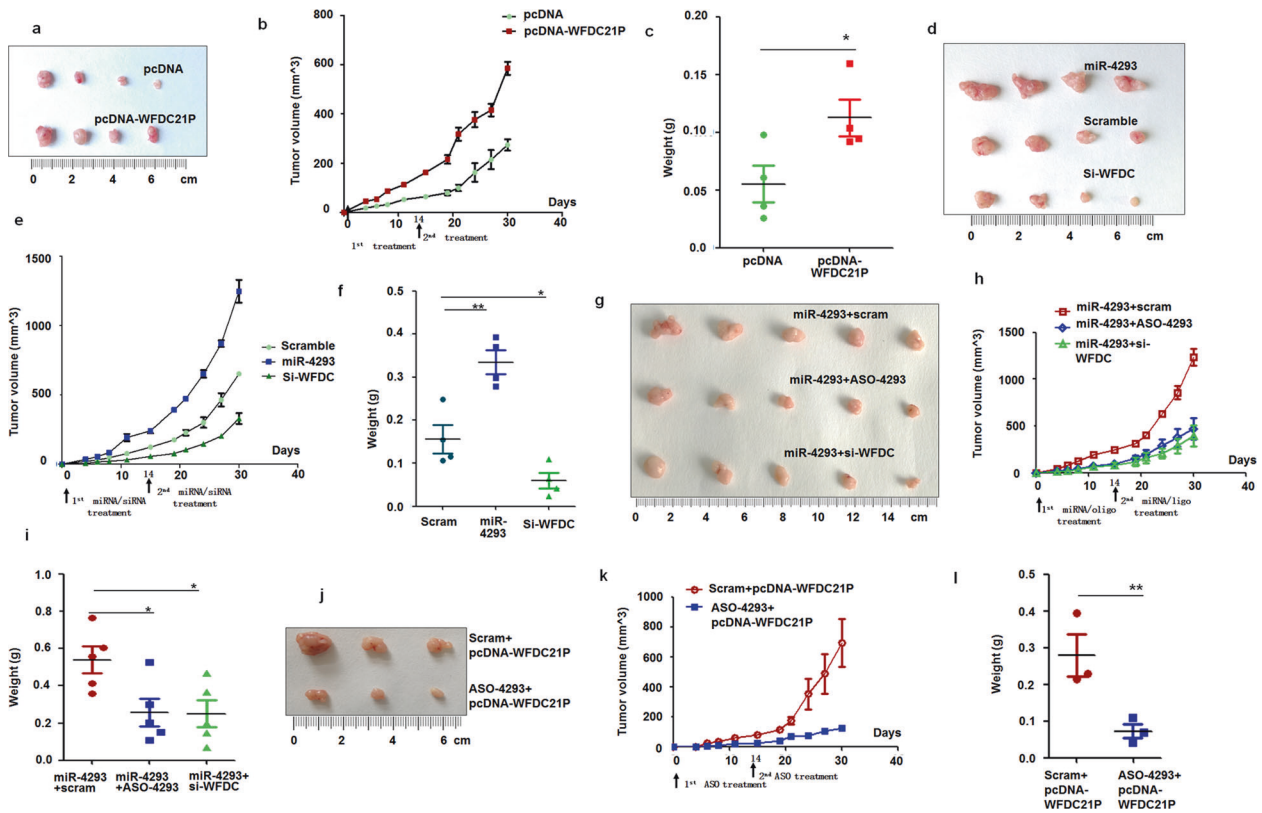 a
pcDNA
pcDNA-WFDC21P
0 2 4 6 cm
b
pcDNA
pcDNA-WFDC21P
Tumor volume (mm^3)
800
600
400
200
0
0 10 20 30 40
Days
14
1st treatment
2nd treatment
c
*
Weight (g)
0.20
0.15
0.10
0.05
0.0
pcDNA
pcDNA-
WFDC21P
d
miR-4293
Scramble
Si-WFDC
0 2 4 6 cm
e
Tumor volume (mm^3)
1500
1000
500
0
Scramble
miR-4293
Si-WFDC
0 10 20 30 40
Days
14
1st miRNA/siRNA
treatment
2nd miRNA/siRNA
treatment
f
*
**
Weight (g)
0.5
0.4
0.3
0.2
0.1
0.0
Scram
miR-
4293
Si-WFDC
g
miR-4293+scram
miR-4293+ASO-4293
miR-4293+si-WFDC
0 2 4 6 8 10 12 14 cm
h
miR-4293+scram
miR-4293+ASO-4293
miR-4293+si-
WFDC
Tumor volume (mm^3)
1500
1000
500
0
0 10 20 30 40
Days
14
1st miRNA/oligo
treatment
2nd miRNA/ligo
treatment
i
*
*
Weight (g)
1.0
0.8
0.6
0.4
0.2
0.0
miR-4293
+scram
miR-4293
+ASO-4293
miR-4293+
si-WFDC
j
Scram+
pcDNA-WFDC21P
ASO-4293+
pcDNA-WFDC21P
0 2 4 6 cm
k
Scram+pcDNA-WFDC21P
ASO-4293+
pcDNA-WFDC21P
Tumor volume (mm^3)
1000
800
600
400
200
0
0 10 20 30 40
Days
14
1st ASO treatment
2nd ASO treatment
l
**
Weight (g)
0.5
0.4
0.3
0.2
0.1
0.0
Scram+
pcDNA-
WFDC21P
ASO-4293+
pcDNA-
WFDC21P